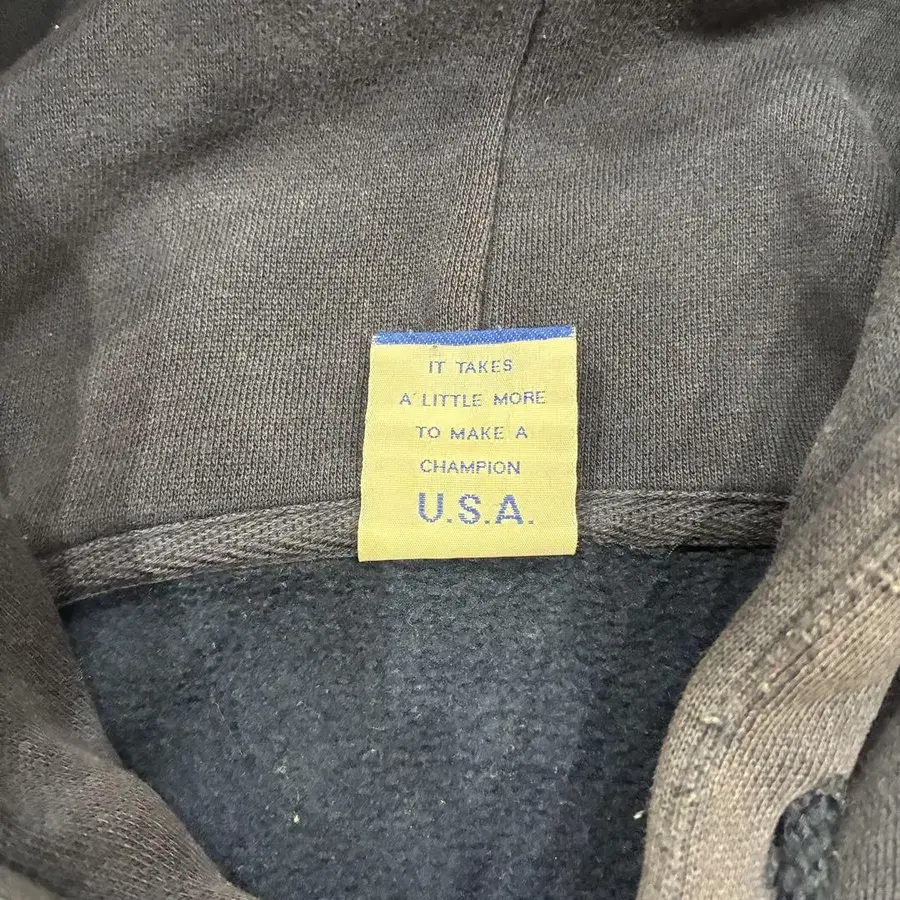 IT TAKES
A LITTLE MORE
TO MAKE A
CHAMPION
U.S.A.